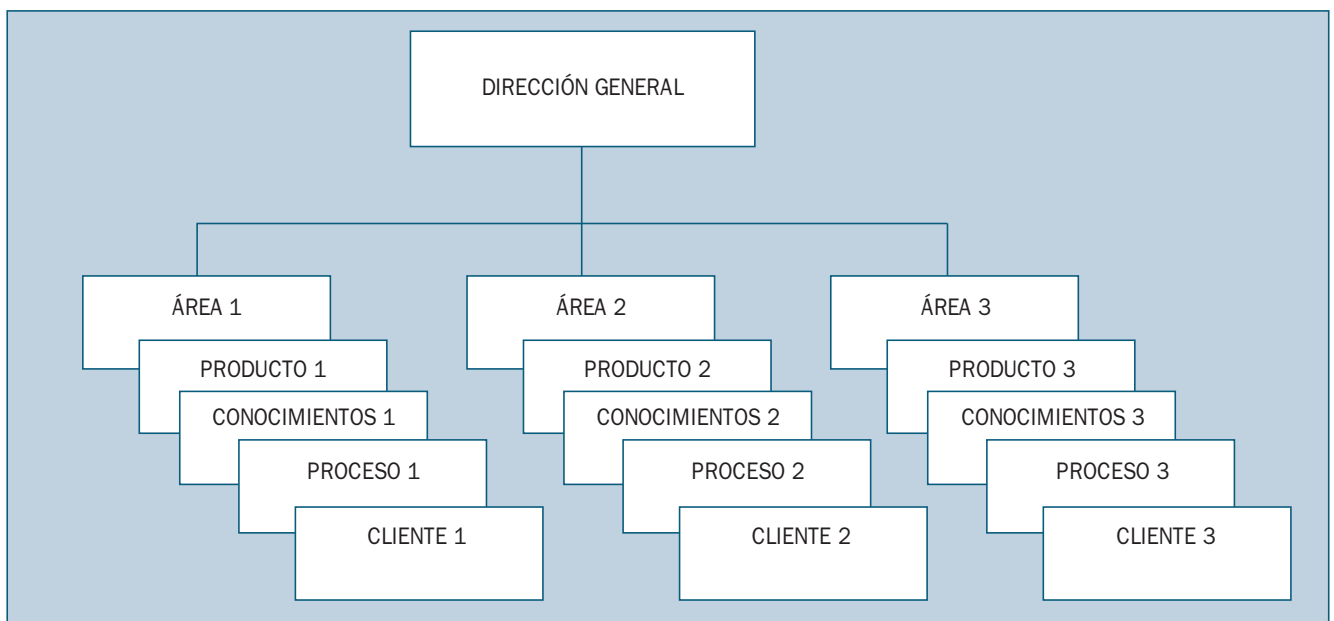 DIRECCIÓN GENERAL
ÁREA 1
PRODUCTO 1
CONOCIMIENTOS 1
PROCESO 1
CLIENTE 1
ÁREA 2
PRODUCTO 2
CONOCIMIENTOS 2
PROCESO 2
CLIENTE 2
ÁREA 3
PRODUCTO 3
CONOCIMIENTOS 3
PROCESO 3
CLIENTE 3